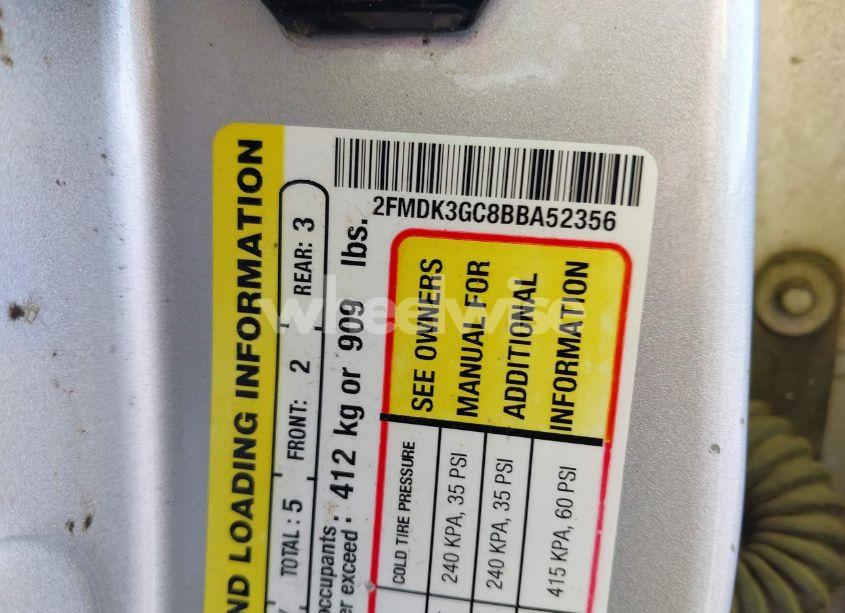 2FMDK3GC8BBA52356
ND LOADING INFORMATION
TOTAL : 5 FRONT: 2 REAR: 3
occupants :
er exceed : 412 kg or 909 lbs.
COLD TIRE PRESSURE
240 KPA, 35 PSI
240 KPA, 35 PSI
415 KPA, 60 PSI
SEE OWNERS
MANUAL FOR
ADDITIONAL
INFORMATION
wheelwise